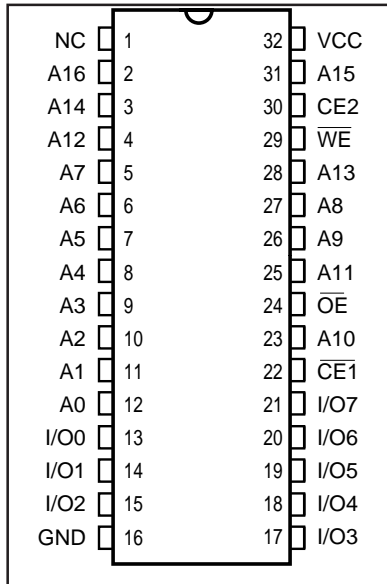 NC 1 32 VCC
A16 2 31 A15
A14 3 30 CE2
A12 4 29 W̅E̅
A7 5 28 A13
A6 6 27 A8
A5 7 26 A9
A4 8 25 A11
A3 9 24 O̅E̅
A2 10 23 A10
A1 11 22 C̅E̅1̅
A0 12 21 I/O7
I/O0 13 20 I/O6
I/O1 14 19 I/O5
I/O2 15 18 I/O4
GND 16 17 I/O3